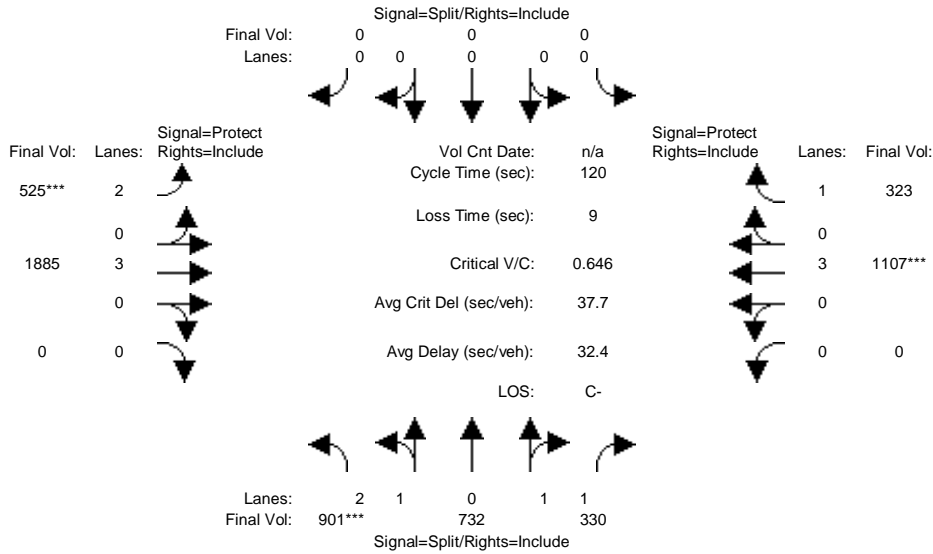 Signal=Split/Rights=Include
Final Vol: 0 0 0
Lanes: 0 0 0 0 0
Signal=Protect
Final Vol: Lanes: Rights=Include
Vol Cnt Date: n/a
Signal=Protect
Rights=Include Lanes: Final Vol:
Cycle Time (sec): 120
525*** 2
1 323
Loss Time (sec): 9
0
0
1885 3
Critical V/C: 0.646
3 1107***
0
Avg Crit Del (sec/veh): 37.7
0
0 0
Avg Delay (sec/veh): 32.4
0 0
LOS: C-
Lanes: 2 1 0 1 1
Final Vol: 901*** 732 330
Signal=Split/Rights=Include